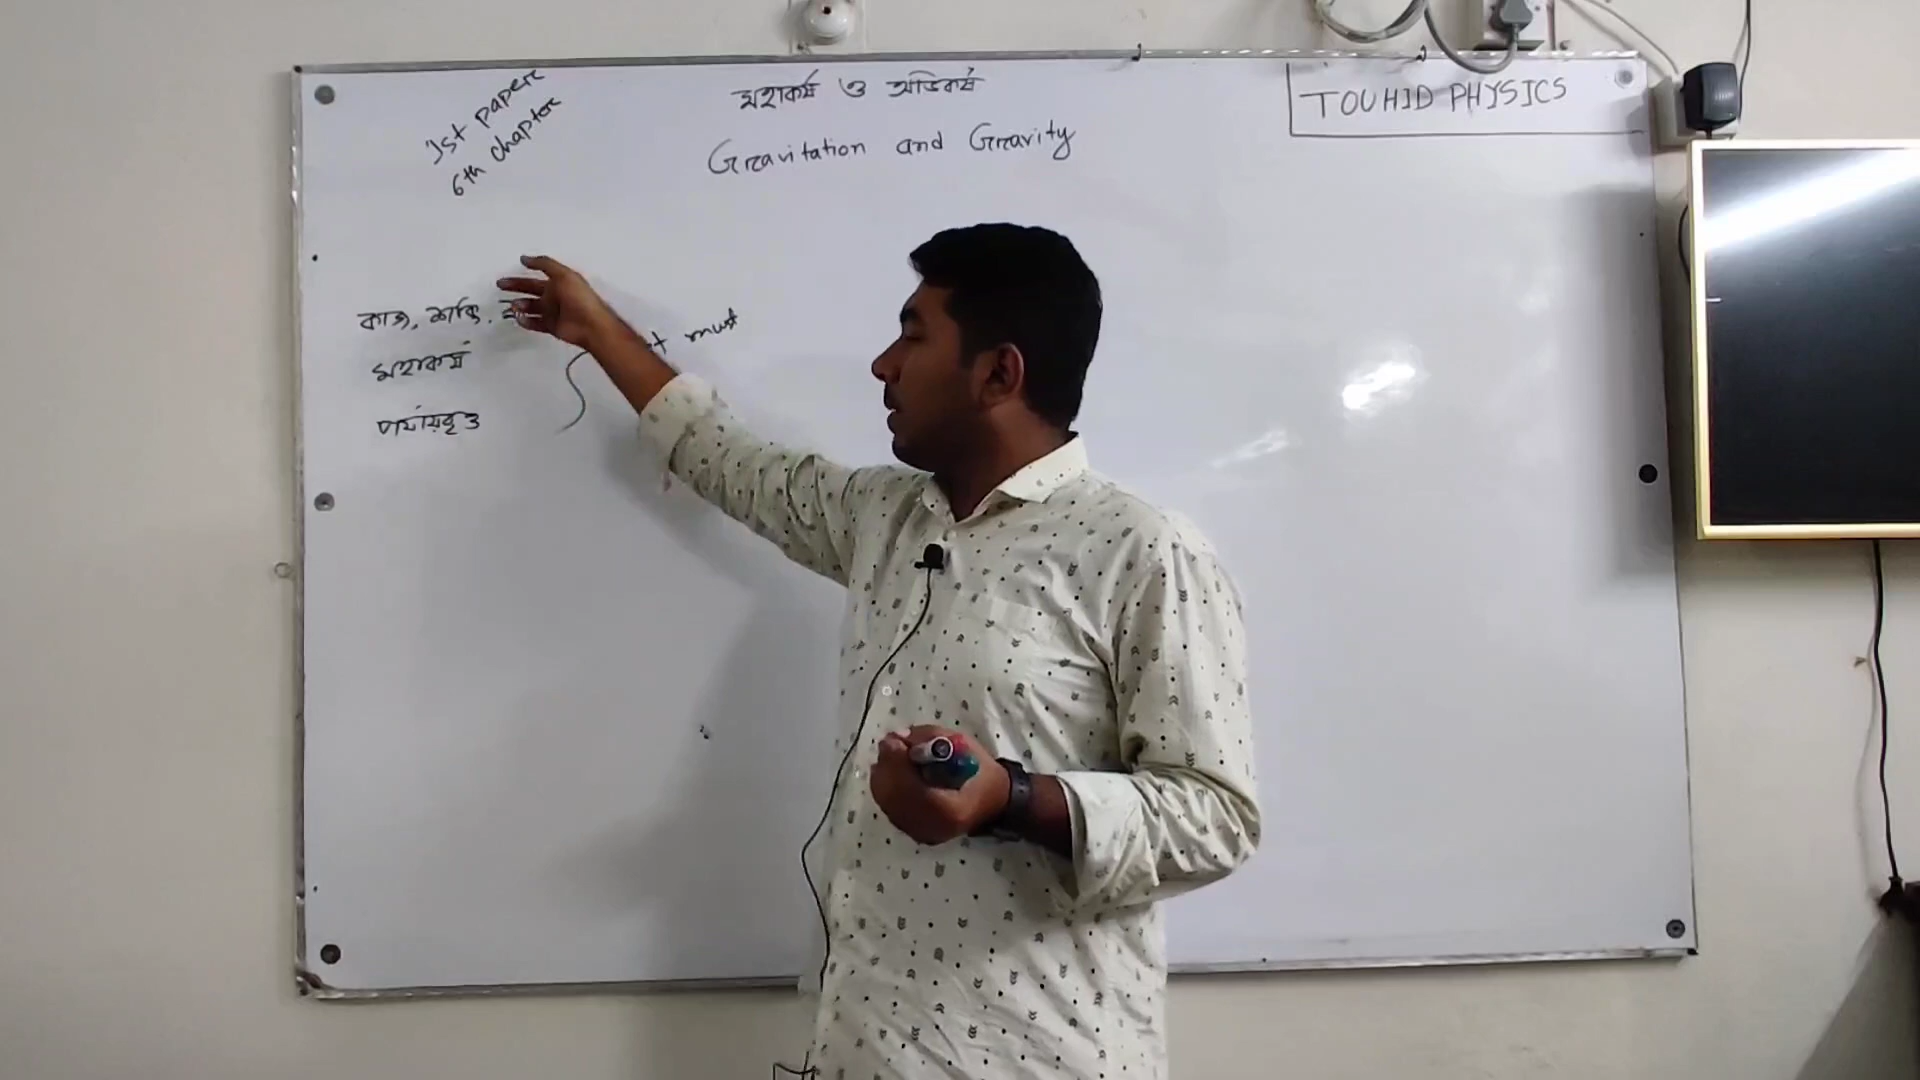 1st paper
6th chapter
মহাকর্ষ ও অভিকর্ষ
Gravitation and Gravity
TOUHID PHYSICS
কাজ, শক্তি.
মহাকর্ষ
পর্যায়বৃত্ত
must